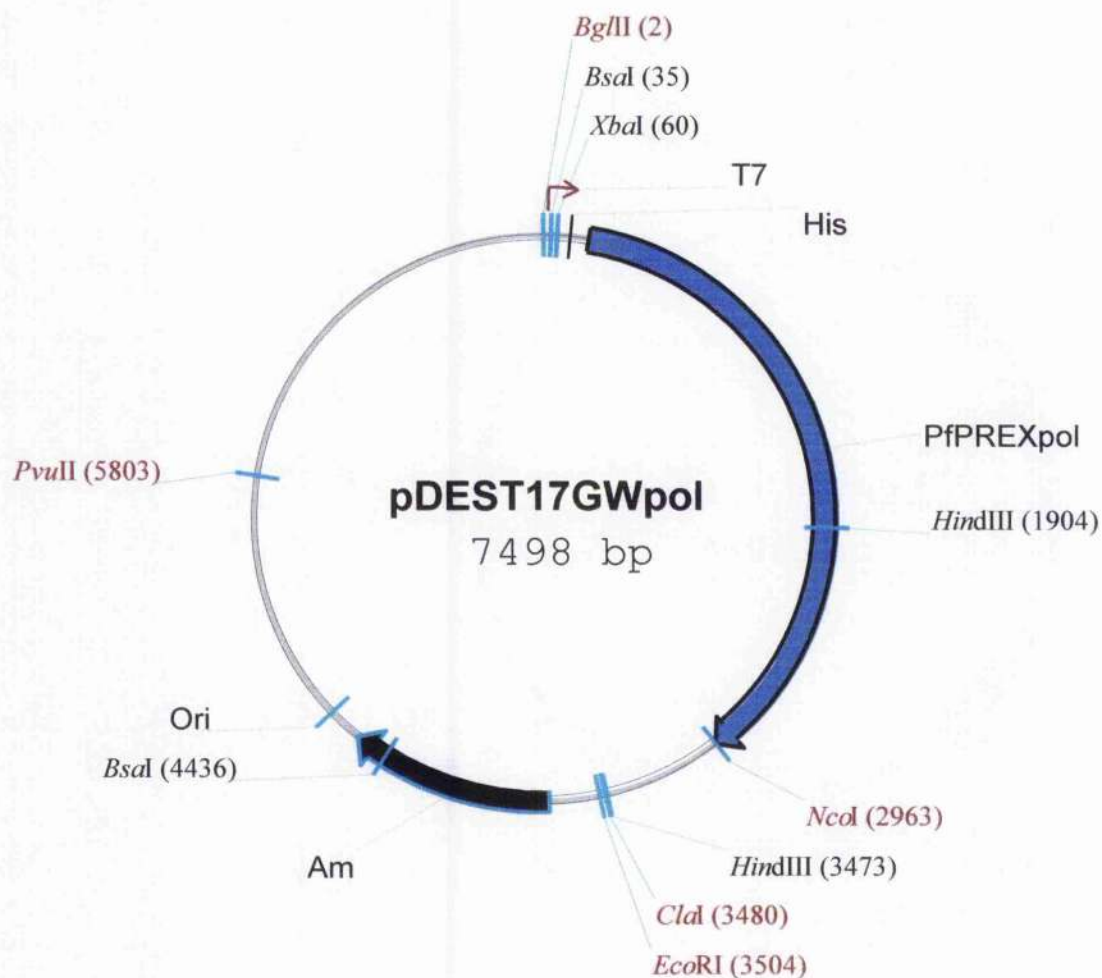 BglII (2)
BsaI (35)
XbaI (60)
T7
His
PfPREXpol
HindIII (1904)
PvuII (5803)
pDEST17GWpol
7498 bp
Ori
BsaI (4436)
Am
NcoI (2963)
HindIII (3473)
ClaI (3480)
EcoRI (3504)